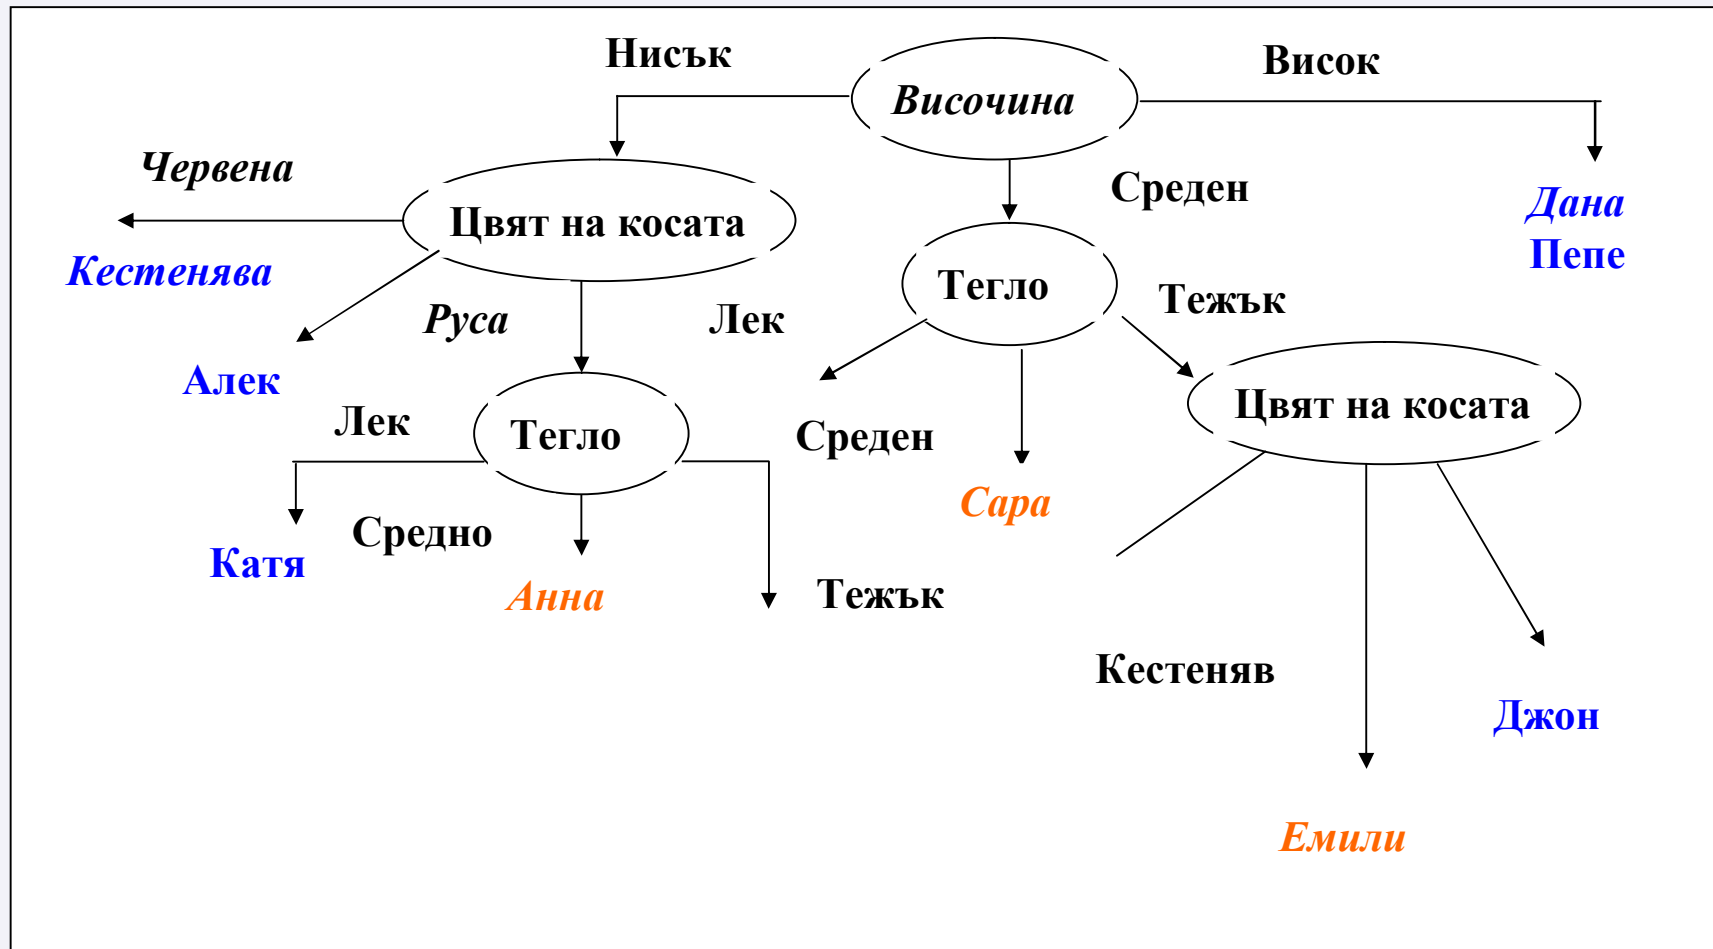 Нисък
Височина
Висок
Червена
Среден
Цвят на косата
Дана
Пепе
Кестенява
Тегло
Тежък
Руса
Лек
Алек
Цвят на косата
Лек
Тегло
Среден
Сара
Средно
Катя
Анна
Тежък
Кестеняв
Джон
Емили